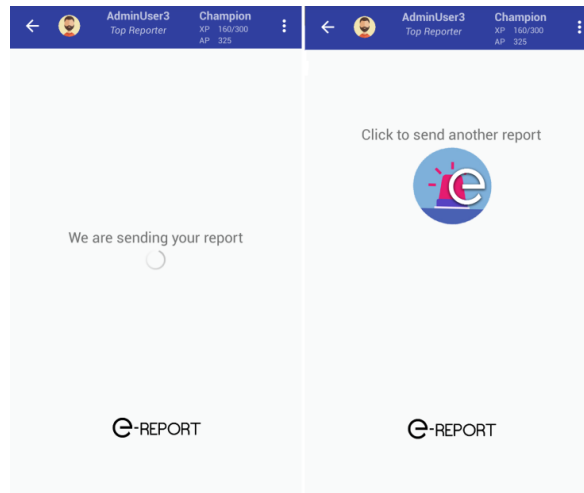 AdminUser3
Top Reporter
Champion
XP 160/300
AP 325
We are sending your report
e-REPORT
AdminUser3
Top Reporter
Champion
XP 160/300
AP 325
Click to send another report
e
e-REPORT